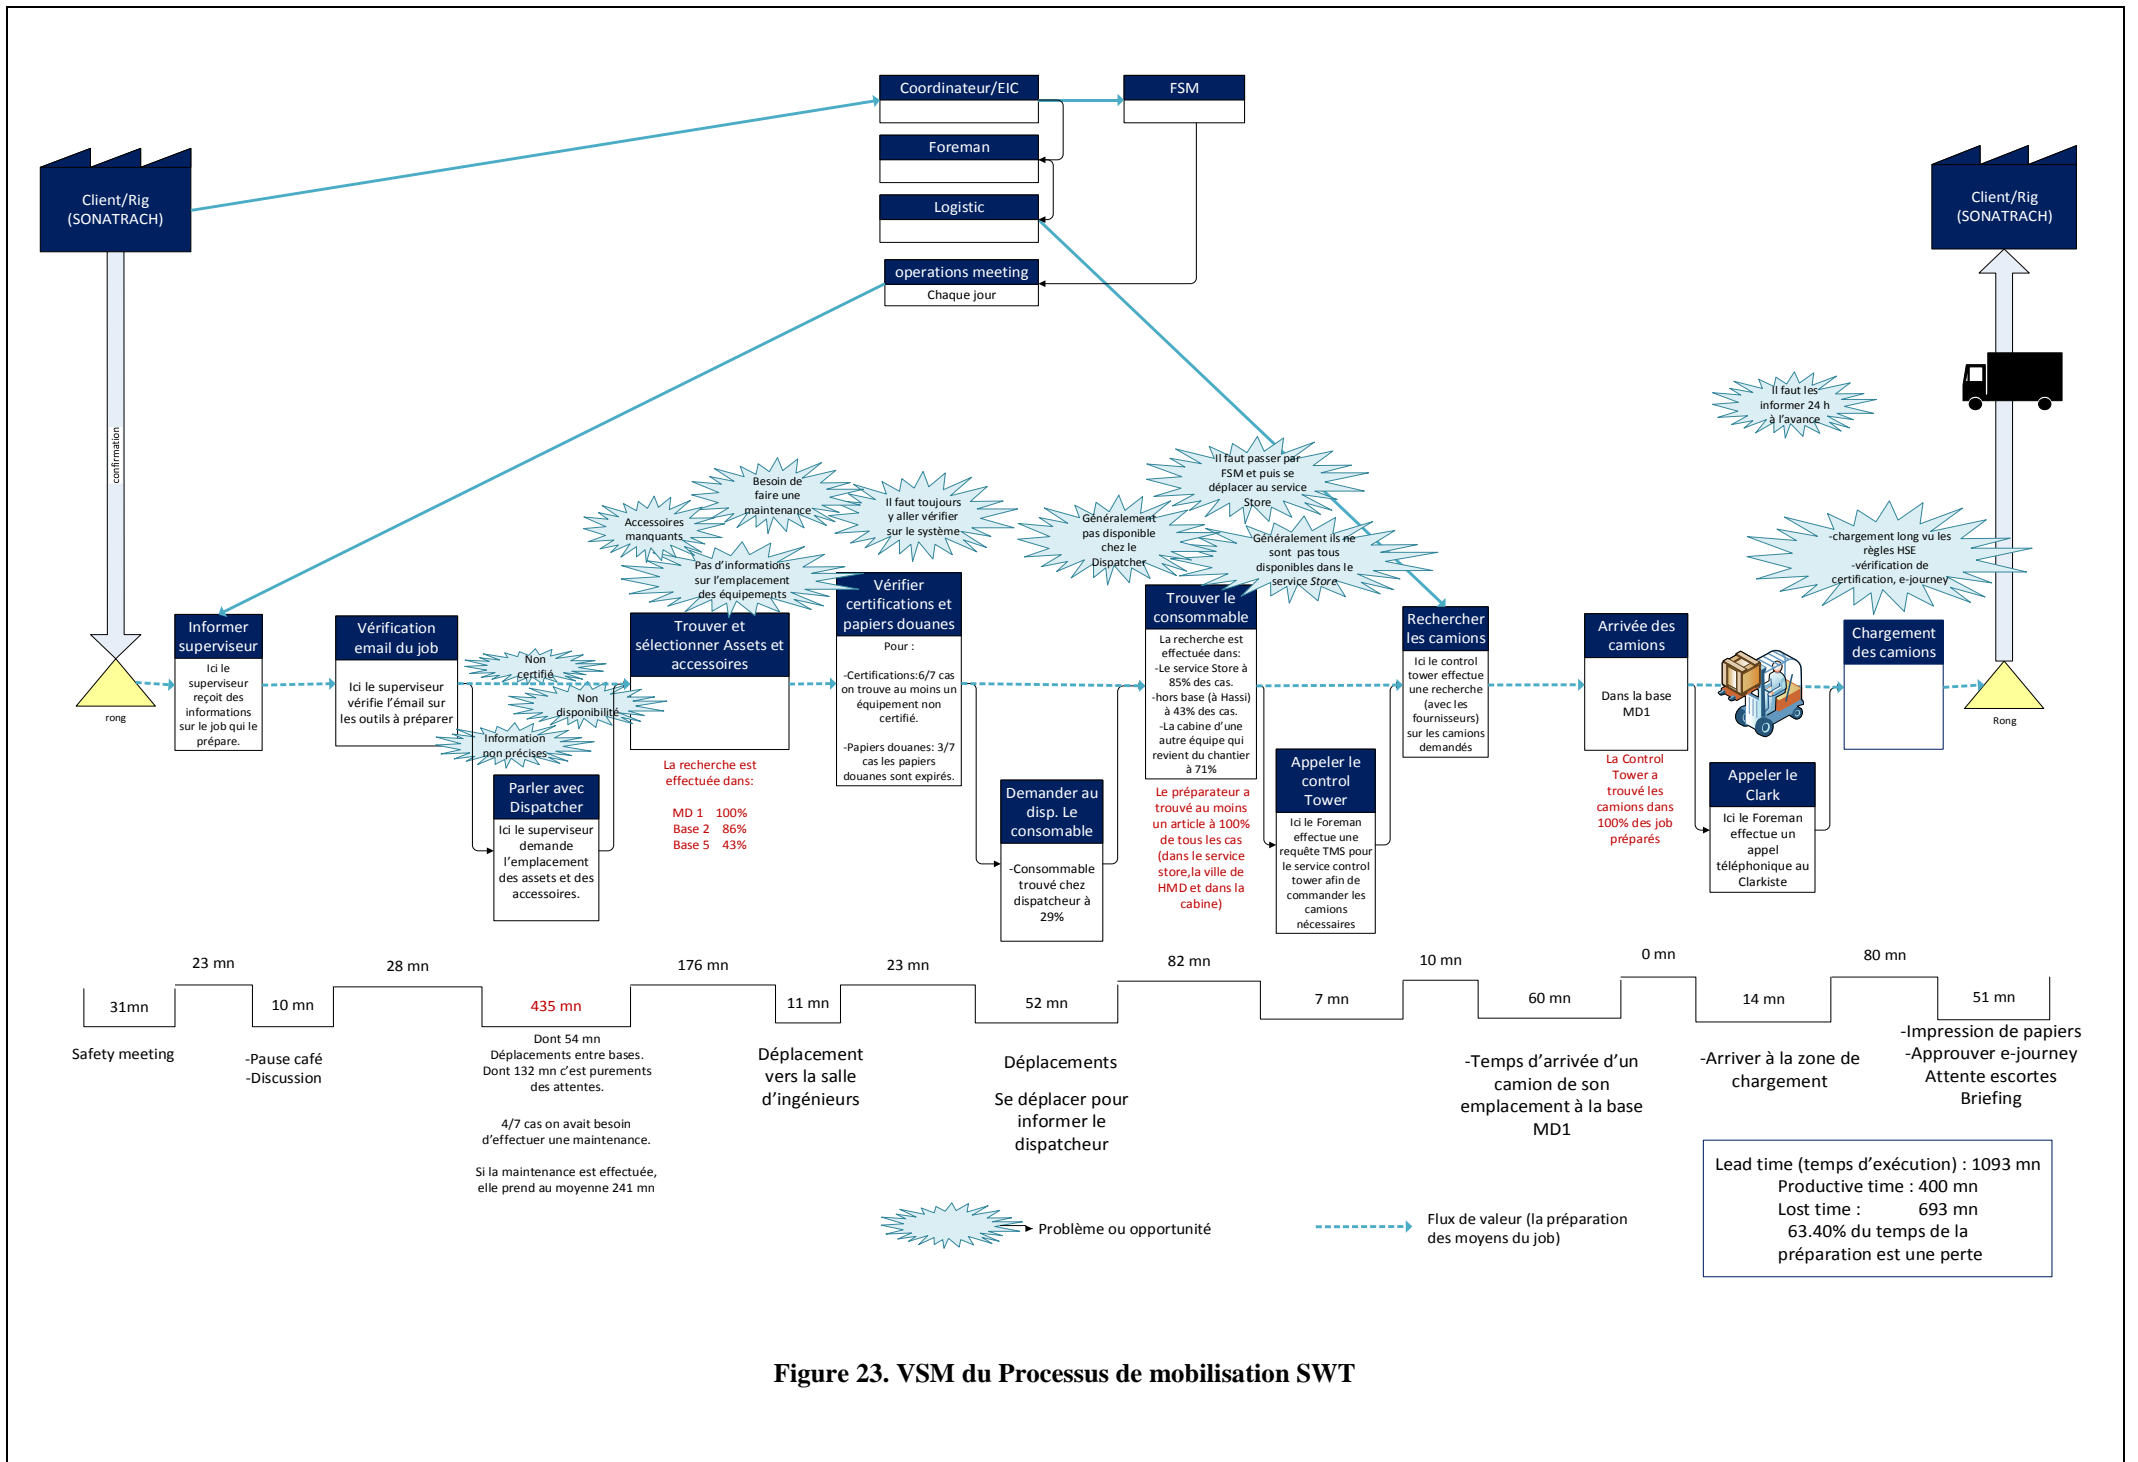 Coordinateur/EIC
FSM
Foreman
Logistic
operations meeting
Chaque jour
Client/Rig
(SONATRACH)
Client/Rig
(SONATRACH)
confirmation
Il faut les
informer 24 h
à l'avance
Il faut passer par
FSM et puis se
déplacer au service
Store
Besoin de
faire une
maintenance
Accessoires
manquants
Il faut toujours
y aller vérifier
sur le système
Généralement
pas disponible
chez le
Dispatcher
Généralement ils ne
sont pas tous
disponibles dans le
service Store
-chargement long vu les
règles HSE
-vérification de
certification, e-journey
Pas d'informations
sur l'emplacement
des équipements
rong
Informer
superviseur
Ici le
superviseur
reçoit des
informations
sur le job qui le
prépare.
Vérification
email du job
Ici le superviseur
vérifie l'émail sur
les outils à préparer
Non
certifié
Non
disponibilité
Information
non précises
Parler avec
Dispatcher
Ici le superviseur
demande
l'emplacement
des assets et des
accessoires.
Trouver et
sélectionner Assets et
accessoires
La recherche est
effectuée dans:
MD 1 100%
Base 2 86%
Base 5 43%
Vérifier
certifications et
papiers douanes
Pour :
-Certifications:6/7 cas
on trouve au moins un
équipement non
certifié.
-Papiers douanes: 3/7
cas les papiers
douanes sont expirés.
Demander au
disp. Le
consomable
-Consommable
trouvé chez
dispatcheur à
29%
Trouver le
consommable
La recherche est
effectuée dans:
-Le service Store à
85% des cas.
-hors base (à Hassi)
à 43% des cas.
-La cabine d'une
autre équipe qui
revient du chantier
à 71%
Le préparateur a
trouvé au moins
un article à 100%
de tous les cas
(dans le service
store,la ville de
HMD et dans la
cabine)
Appeler le
control
Tower
Ici le Foreman
effectue une
requête TMS pour
le service control
tower afin de
commander les
camions
nécessaires
Rechercher
les camions
Ici le control
tower effectue
une recherche
(avec les
fournisseurs)
sur les camions
demandés
Arrivée des
camions
Dans la base
MD1
La Control
Tower a
trouvé les
camions dans
100% des job
préparés
Appeler le
Clark
Ici le Foreman
effectue un
appel
téléphonique au
Clarkiste
Chargement
des camions
Rong
23 mn
28 mn
176 mn
23 mn
82 mn
10 mn
0 mn
80 mn
31mn
10 mn
435 mn
11 mn
52 mn
7 mn
60 mn
14 mn
51 mn
Safety meeting
-Pause café
-Discussion
Dont 54 mn
Déplacements entre bases.
Dont 132 mn c'est purements
des attentes.
4/7 cas on avait besoin
d'effectuer une maintenance.
Si la maintenance est effectuée,
elle prend au moyenne 241 mn
Déplacement
vers la salle
d'ingénieurs
Déplacements
Se déplacer pour
informer le
dispatcheur
-Temps d'arrivée d'un
camion de son
emplacement à la base
MD1
-Arriver à la zone de
chargement
-Impression de papiers
-Approuver e-journey
Attente escortes
Briefing
Lead time (temps d'exécution) : 1093 mn
Productive time : 400 mn
Lost time : 693 mn
63.40% du temps de la
préparation est une perte
Problème ou opportunité
Flux de valeur (la préparation
des moyens du job)
Figure 23. VSM du Processus de mobilisation SWT